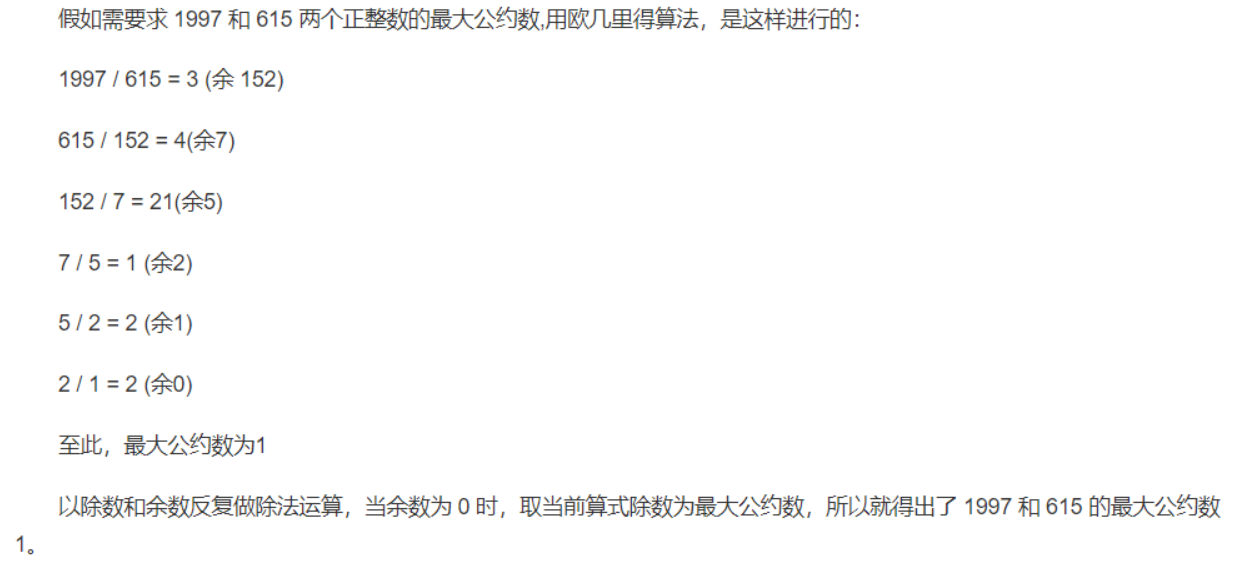 假如需要求 1997 和 615 两个正整数的最大公约数,用欧几里得算法，是这样进行的：
1997 / 615 = 3 (余 152)
615 / 152 = 4(余7)
152 / 7 = 21(余5)
7 / 5 = 1 (余2)
5 / 2 = 2 (余1)
2 / 1 = 2 (余0)
至此，最大公约数为1
以除数和余数反复做除法运算，当余数为 0 时，取当前算式除数为最大公约数，所以就得出了 1997 和 615 的最大公约数
1。